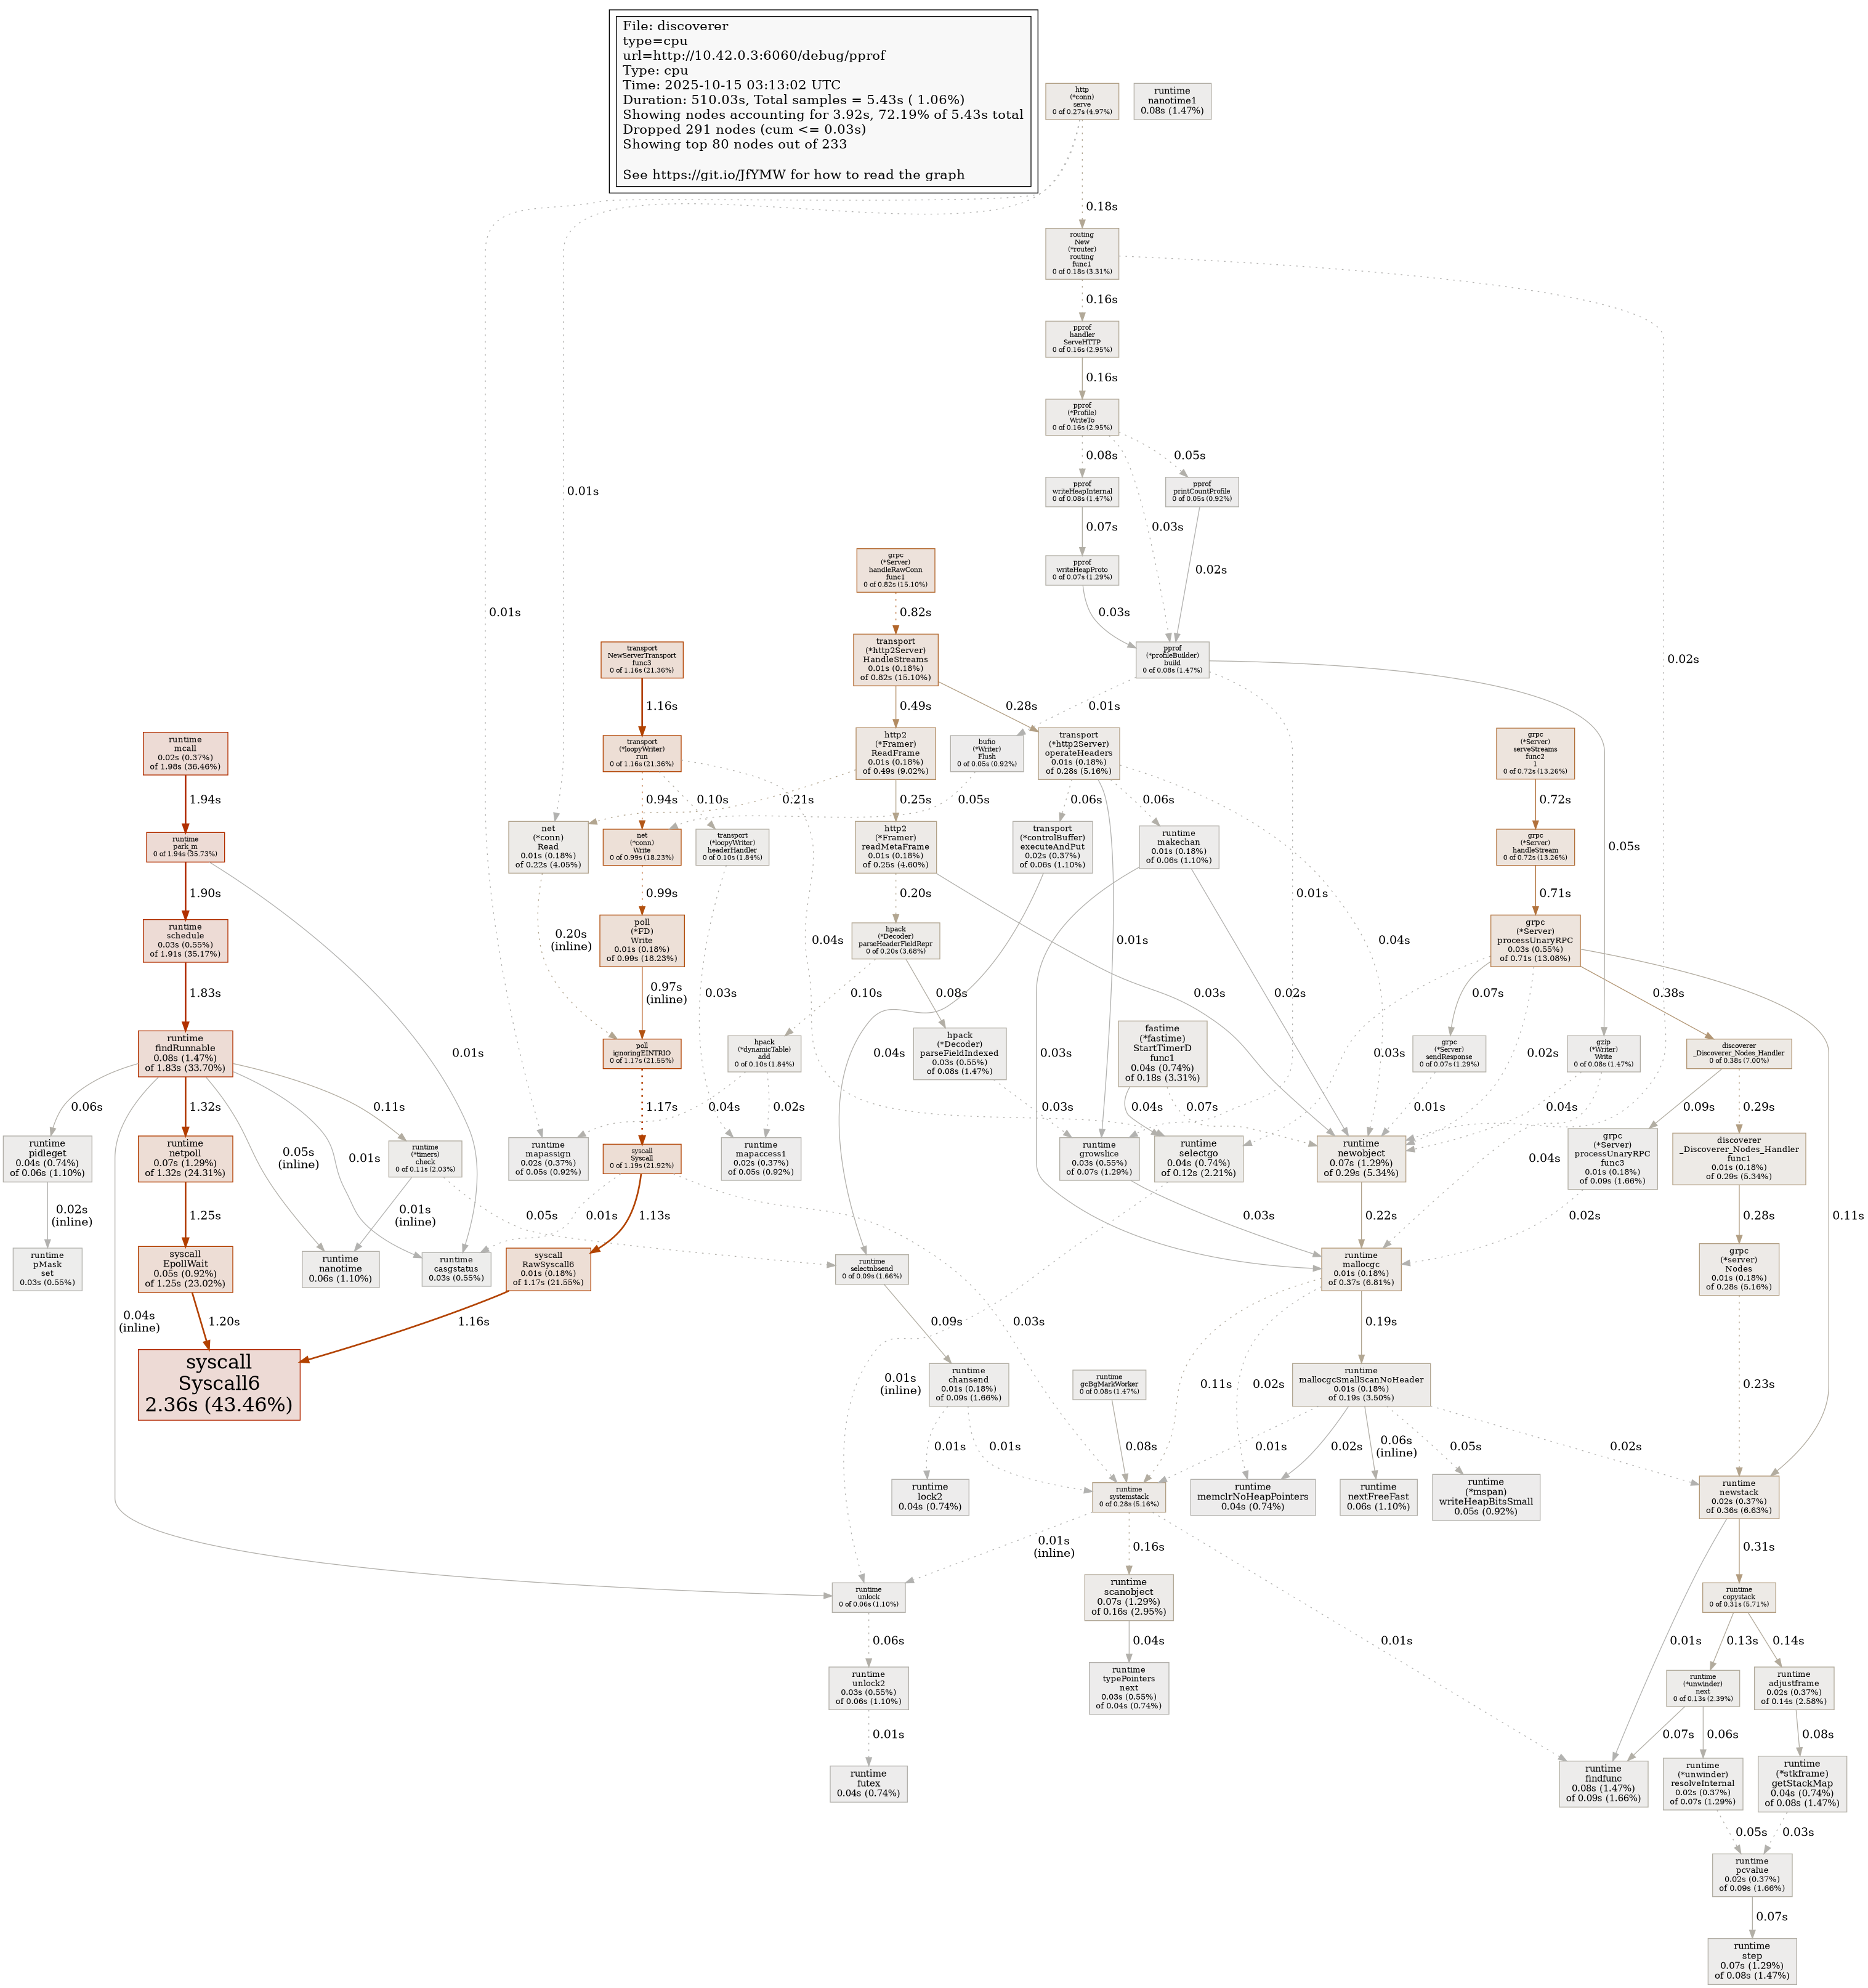 File: discoverer
type=cpu
url=http://10.42.0.3:6060/debug/pprof
Type: cpu
Time: 2025-10-15 03:13:02 UTC
Duration: 510.03s, Total samples = 5.43s ( 1.06%)
Showing nodes accounting for 3.92s, 72.19% of 5.43s total
Dropped 291 nodes (cum <= 0.03s)
Showing top 80 nodes out of 233
See https://git.io/JfYMW for how to read the graph
http
(*conn)
serve
0 of 0.27s (4.97%)
runtime
nanotime1
0.08s (1.47%)
0.18s
routing
New
(*router)
routing
func1
0 of 0.18s (3.31%)
0.16s
pprof
handler
ServeHTTP
0 of 0.16s (2.95%)
0.16s
pprof
(*Profile)
WriteTo
0 of 0.16s (2.95%)
0.08s
0.05s
0.01s
pprof
writeHeapInternal
0 of 0.08s (1.47%)
pprof
printCountProfile
0 of 0.05s (0.92%)
0.07s
0.03s
pprof
writeHeapProto
0 of 0.07s (1.29%)
0.02s
grpc
(*Server)
handleRawConn
func1
0 of 0.82s (15.10%)
0.01s
0.82s
0.03s
transport
NewServerTransport
func3
0 of 1.16s (21.36%)
transport
(*http2Server)
HandleStreams
0.01s (0.18%)
of 0.82s (15.10%)
pprof
(*profileBuilder)
build
0 of 0.08s (1.47%)
0.02s
1.16s
0.49s
0.28s
0.01s
runtime
mcall
0.02s (0.37%)
of 1.98s (36.46%)
transport
(*loopyWriter)
run
0 of 1.16s (21.36%)
http2
(*Framer)
ReadFrame
0.01s (0.18%)
of 0.49s (9.02%)
bufio
(*Writer)
Flush
0 of 0.05s (0.92%)
transport
(*http2Server)
operateHeaders
0.01s (0.18%)
of 0.28s (5.16%)
grpc
(*Server)
serveStreams
func2
1
0 of 0.72s (13.26%)
1.94s
0.94s
0.10s
0.21s
0.25s
0.05s
0.06s
0.06s
0.72s
runtime
park_m
0 of 1.94s (35.73%)
net
(*conn)
Read
0.01s (0.18%)
of 0.22s (4.05%)
net
(*conn)
Write
0 of 0.99s (18.23%)
transport
(*loopyWriter)
headerHandler
0 of 0.10s (1.84%)
http2
(*Framer)
readMetaFrame
0.01s (0.18%)
of 0.25s (4.60%)
transport
(*controlBuffer)
executeAndPut
0.02s (0.37%)
of 0.06s (1.10%)
runtime
makechan
0.01s (0.18%)
of 0.06s (1.10%)
grpc
(*Server)
handleStream
0 of 0.72s (13.26%)
0.05s
1.90s
0.99s
0.20s
0.01s
0.71s
runtime
schedule
0.03s (0.55%)
of 1.91s (35.17%)
0.20s
(inline)
poll
(*FD)
Write
0.01s (0.18%)
of 0.99s (18.23%)
0.04s
hpack
(*Decoder)
parseHeaderFieldRepr
0 of 0.20s (3.68%)
0.01s
0.04s
grpc
(*Server)
processUnaryRPC
0.03s (0.55%)
of 0.71s (13.08%)
1.83s
0.97s
(inline)
0.03s
0.10s
0.08s
0.03s
0.02s
0.07s
0.38s
runtime
findRunnable
0.08s (1.47%)
of 1.83s (33.70%)
0.01s
poll
ignoringEINTRIO
0 of 1.17s (21.55%)
hpack
(*dynamicTable)
add
0 of 0.10s (1.84%)
0.04s
hpack
(*Decoder)
parseFieldIndexed
0.03s (0.55%)
of 0.08s (1.47%)
0.03s
fastime
(*fastime)
StartTimerD
func1
0.04s (0.74%)
of 0.18s (3.31%)
0.03s
grpc
(*Server)
sendResponse
0 of 0.07s (1.29%)
0.02s
gzip
(*Writer)
Write
0 of 0.08s (1.47%)
discoverer
_Discoverer_Nodes_Handler
0 of 0.38s (7.00%)
0.06s
1.32s
0.11s
1.17s
0.04s
0.02s
0.03s
0.04s
0.07s
0.01s
0.04s
0.09s
0.29s
runtime
pidleget
0.04s (0.74%)
of 0.06s (1.10%)
runtime
netpoll
0.07s (1.29%)
of 1.32s (24.31%)
0.05s
(inline)
0.01s
runtime
(*timers)
check
0 of 0.11s (2.03%)
runtime
mapassign
0.02s (0.37%)
of 0.05s (0.92%)
syscall
Syscall
0 of 1.19s (21.92%)
runtime
mapaccess1
0.02s (0.37%)
of 0.05s (0.92%)
runtime
growslice
0.03s (0.55%)
of 0.07s (1.29%)
runtime
selectgo
0.04s (0.74%)
of 0.12s (2.21%)
runtime
newobject
0.07s (1.29%)
of 0.29s (5.34%)
0.04s
grpc
(*Server)
processUnaryRPC
func3
0.01s (0.18%)
of 0.09s (1.66%)
discoverer
_Discoverer_Nodes_Handler
func1
0.01s (0.18%)
of 0.29s (5.34%)
0.02s
(inline)
1.25s
0.01s
(inline)
0.05s
0.01s
1.13s
0.03s
0.22s
0.02s
0.28s
0.11s
runtime
pMask
set
0.03s (0.55%)
syscall
EpollWait
0.05s (0.92%)
of 1.25s (23.02%)
runtime
nanotime
0.06s (1.10%)
runtime
casgstatus
0.03s (0.55%)
syscall
RawSyscall6
0.01s (0.18%)
of 1.17s (21.55%)
runtime
selectnbsend
0 of 0.09s (1.66%)
runtime
mallocgc
0.01s (0.18%)
of 0.37s (6.81%)
grpc
(*server)
Nodes
0.01s (0.18%)
of 0.28s (5.16%)
0.04s
(inline)
1.20s
1.16s
0.09s
0.03s
0.19s
syscall
Syscall6
2.36s (43.46%)
0.01s
(inline)
runtime
chansend
0.01s (0.18%)
of 0.09s (1.66%)
runtime
gcBgMarkWorker
0 of 0.08s (1.47%)
0.11s
0.02s
runtime
mallocgcSmallScanNoHeader
0.01s (0.18%)
of 0.19s (3.50%)
0.23s
0.01s
0.01s
0.08s
0.01s
0.02s
0.06s
(inline)
0.05s
0.02s
runtime
lock2
0.04s (0.74%)
runtime
systemstack
0 of 0.28s (5.16%)
runtime
memclrNoHeapPointers
0.04s (0.74%)
runtime
nextFreeFast
0.06s (1.10%)
runtime
(*mspan)
writeHeapBitsSmall
0.05s (0.92%)
runtime
newstack
0.02s (0.37%)
of 0.36s (6.63%)
0.01s
(inline)
0.16s
0.31s
runtime
unlock
0 of 0.06s (1.10%)
runtime
scanobject
0.07s (1.29%)
of 0.16s (2.95%)
runtime
copystack
0 of 0.31s (5.71%)
0.06s
0.04s
0.01s
0.01s
0.13s
0.14s
runtime
unlock2
0.03s (0.55%)
of 0.06s (1.10%)
runtime
typePointers
next
0.03s (0.55%)
of 0.04s (0.74%)
runtime
(*unwinder)
next
0 of 0.13s (2.39%)
runtime
adjustframe
0.02s (0.37%)
of 0.14s (2.58%)
0.01s
0.07s
0.06s
0.08s
runtime
futex
0.04s (0.74%)
runtime
findfunc
0.08s (1.47%)
of 0.09s (1.66%)
runtime
(*unwinder)
resolveInternal
0.02s (0.37%)
of 0.07s (1.29%)
runtime
(*stkframe)
getStackMap
0.04s (0.74%)
of 0.08s (1.47%)
0.05s
0.03s
runtime
pcvalue
0.02s (0.37%)
of 0.09s (1.66%)
0.07s
runtime
step
0.07s (1.29%)
of 0.08s (1.47%)